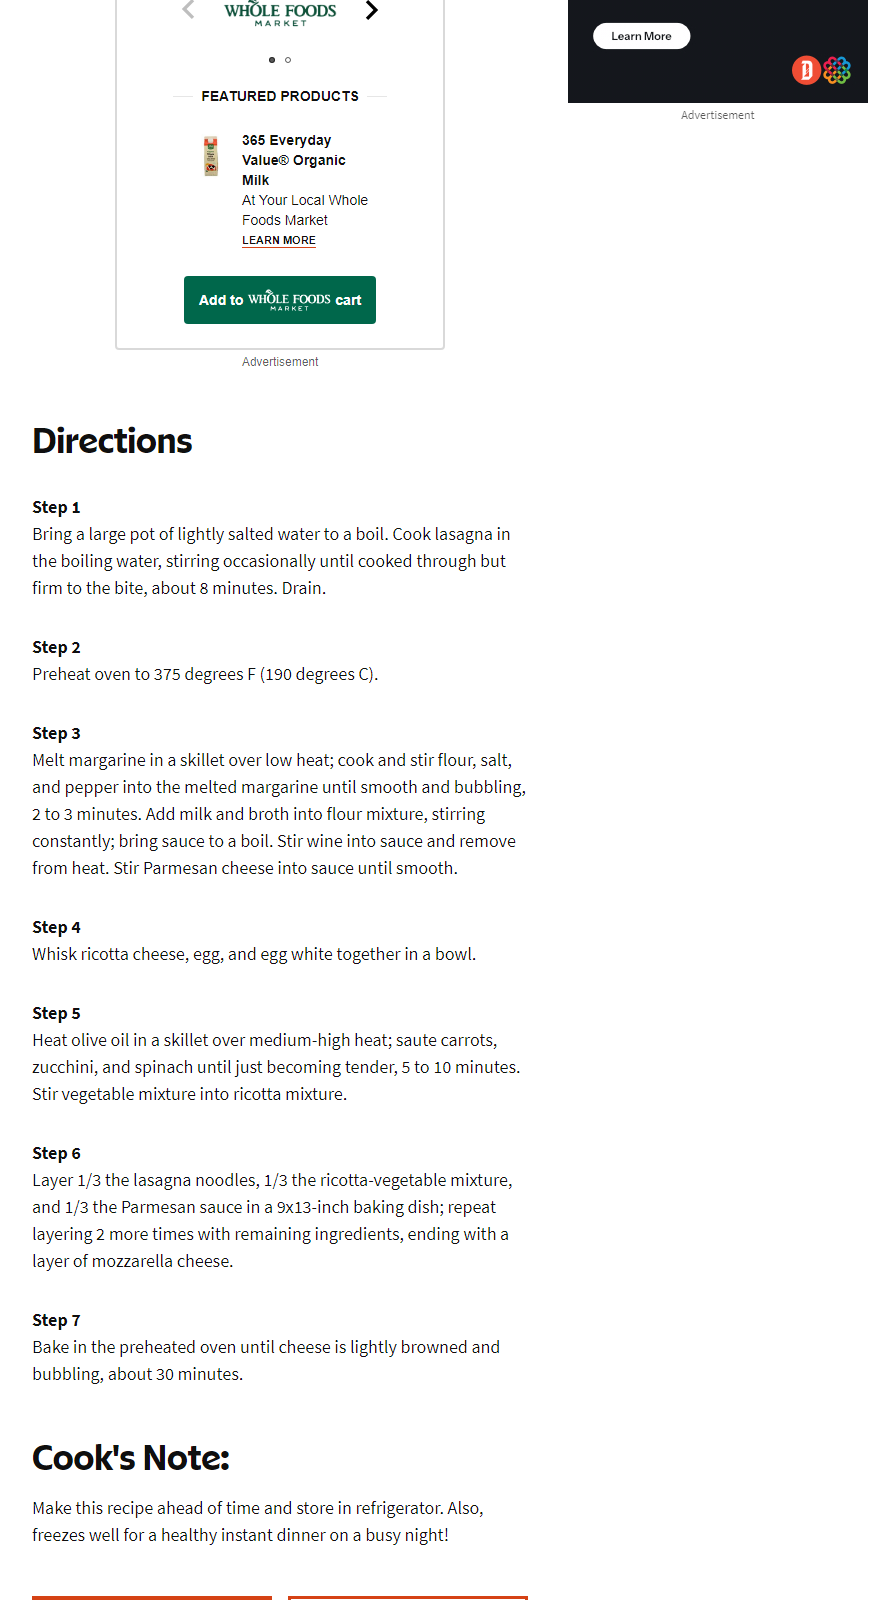 WHOLE FOODS
MARKET
FEATURED PRODUCTS
365 Everyday
Value® Organic
Milk
At Your Local Whole
Foods Market
LEARN MORE
Add to WHOLE FOODS MARKET cart
Advertisement
Learn More
D
Advertisement
Directions
Step 1
Bring a large pot of lightly salted water to a boil. Cook lasagna in
the boiling water, stirring occasionally until cooked through but
firm to the bite, about 8 minutes. Drain.
Step 2
Preheat oven to 375 degrees F (190 degrees C).
Step 3
Melt margarine in a skillet over low heat; cook and stir flour, salt,
and pepper into the melted margarine until smooth and bubbling,
2 to 3 minutes. Add milk and broth into flour mixture, stirring
constantly; bring sauce to a boil. Stir wine into sauce and remove
from heat. Stir Parmesan cheese into sauce until smooth.
Step 4
Whisk ricotta cheese, egg, and egg white together in a bowl.
Step 5
Heat olive oil in a skillet over medium-high heat; saute carrots,
zucchini, and spinach until just becoming tender, 5 to 10 minutes.
Stir vegetable mixture into ricotta mixture.
Step 6
Layer 1/3 the lasagna noodles, 1/3 the ricotta-vegetable mixture,
and 1/3 the Parmesan sauce in a 9x13-inch baking dish; repeat
layering 2 more times with remaining ingredients, ending with a
layer of mozzarella cheese.
Step 7
Bake in the preheated oven until cheese is lightly browned and
bubbling, about 30 minutes.
Cook's Note:
Make this recipe ahead of time and store in refrigerator. Also,
freezes well for a healthy instant dinner on a busy night!